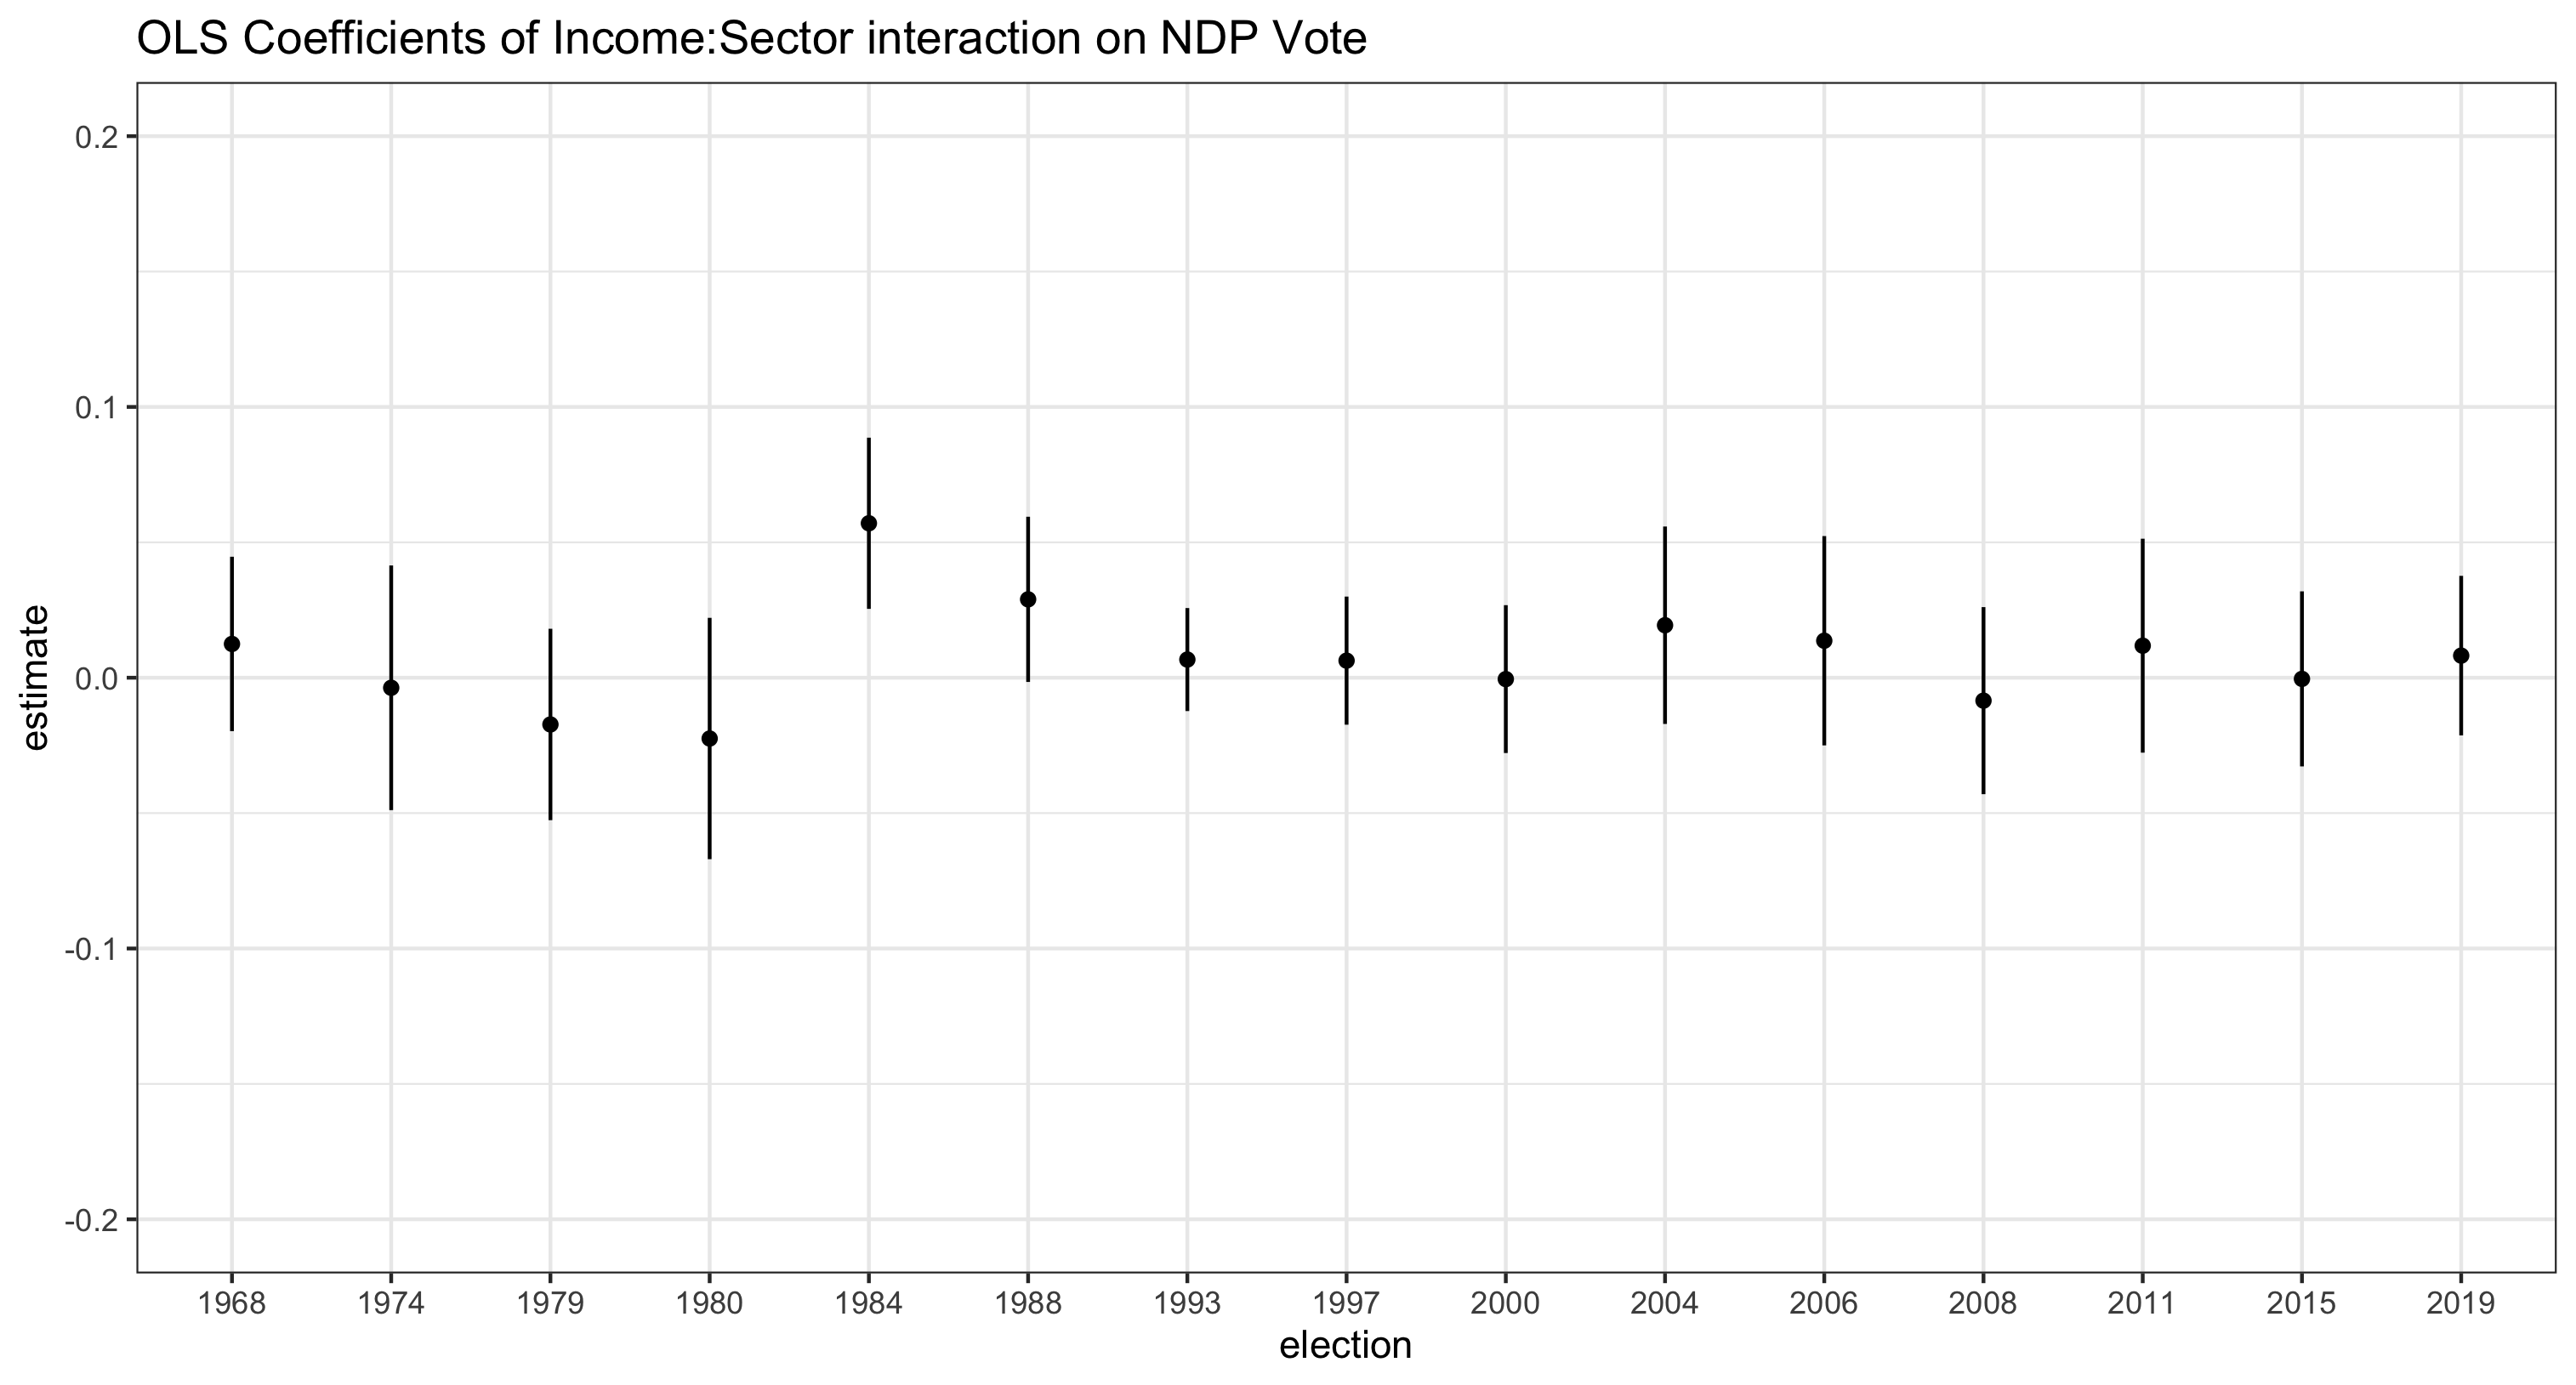 OLS Coefficients of Income:Sector interaction on NDP Vote
estimate
0.2
0.1
0.0
-0.1
-0.2
1968 1974 1979 1980 1984 1988 1993 1997 2000 2004 2006 2008 2011 2015 2019
election